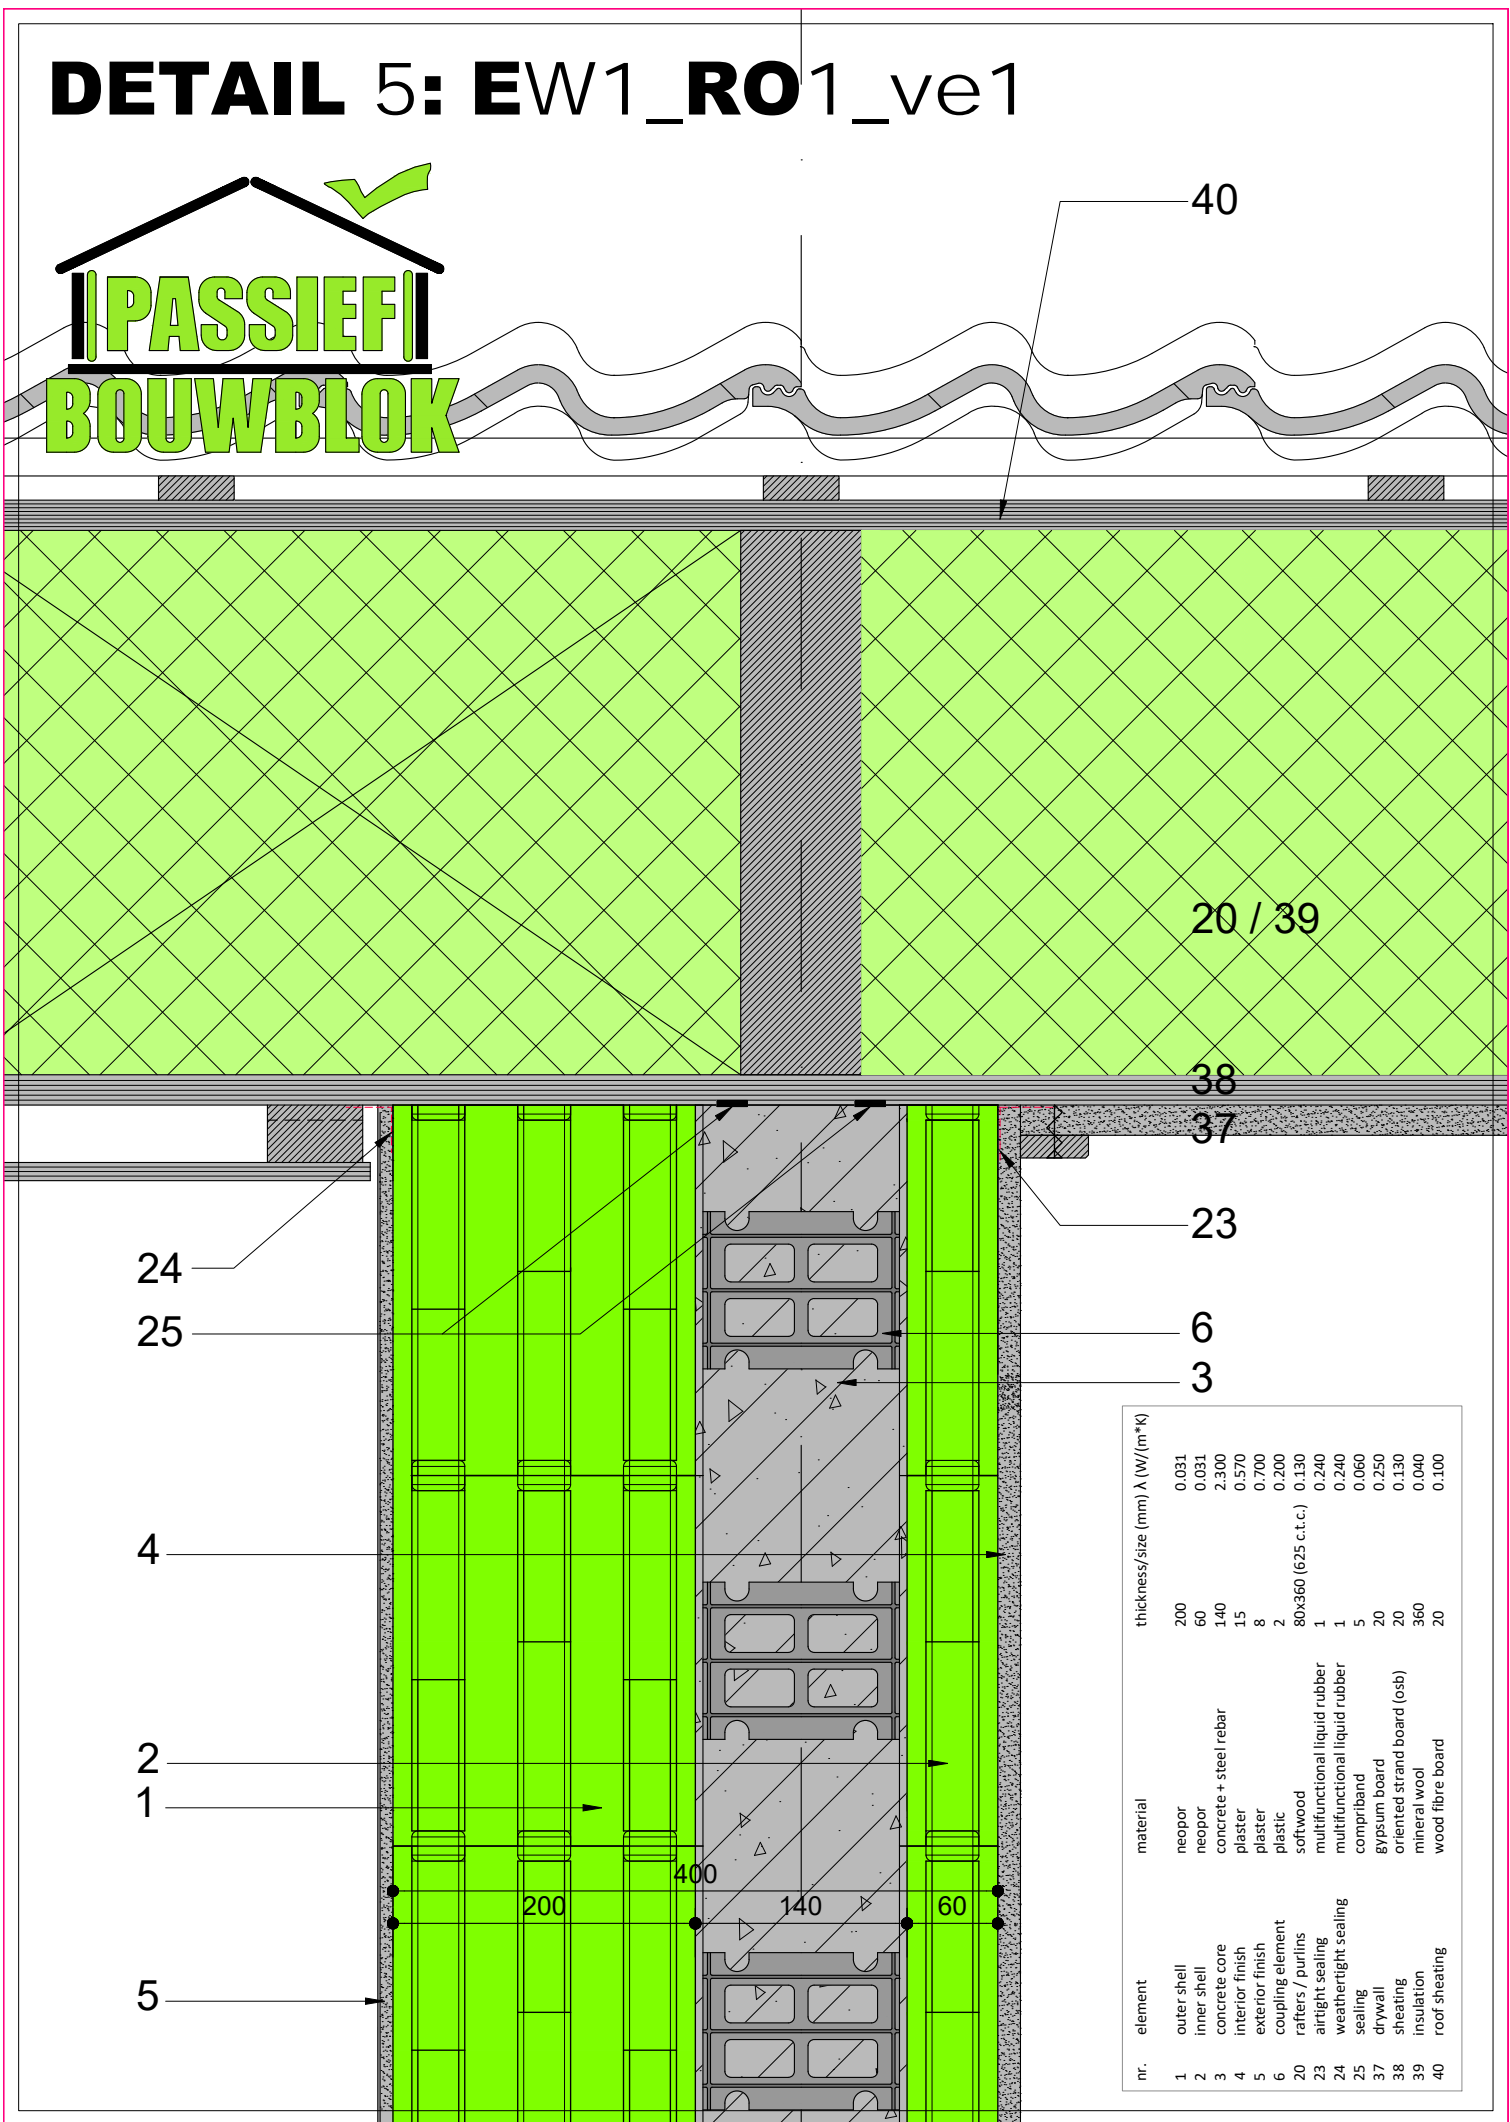 DETAIL 5: EW1_RO1_ve1
PASSIEF
BOUWBLOK
40
20 / 39
38
37
23
24
25
6
3
4
2
1
400
200
140
60
5
nr. element material thickness/size (mm) λ (W/(m*K)
1 outer shell neopor 200 0.031
2 inner shell neopor 60 0.031
3 concrete core concrete + steel rebar 140 2.300
4 interior finish plaster 15 0.570
5 exterior finish plaster 8 0.700
6 coupling element plastic 2 0.200
20 rafters / purlins softwood 80x360 (625 c.t.c.) 0.130
23 airtight sealing multifunctional liquid rubber 1 0.240
24 weathertight sealing multifunctional liquid rubber 1 0.240
25 sealing compriband 5 0.060
37 drywall gypsum board 20 0.250
38 sheating oriented strand board (osb) 20 0.130
39 insulation mineral wool 360 0.040
40 roof sheating wood fibre board 20 0.100